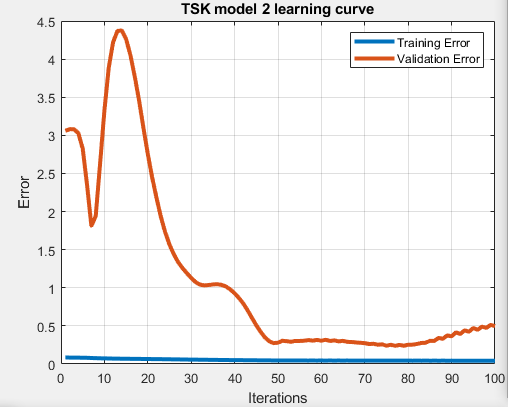 TSK model 2 learning curve
Training Error
Validation Error
4.5
4
3.5
3
2.5
2
1.5
1
0.5
0
Error
0 10 20 30 40 50 60 70 80 90 100
Iterations